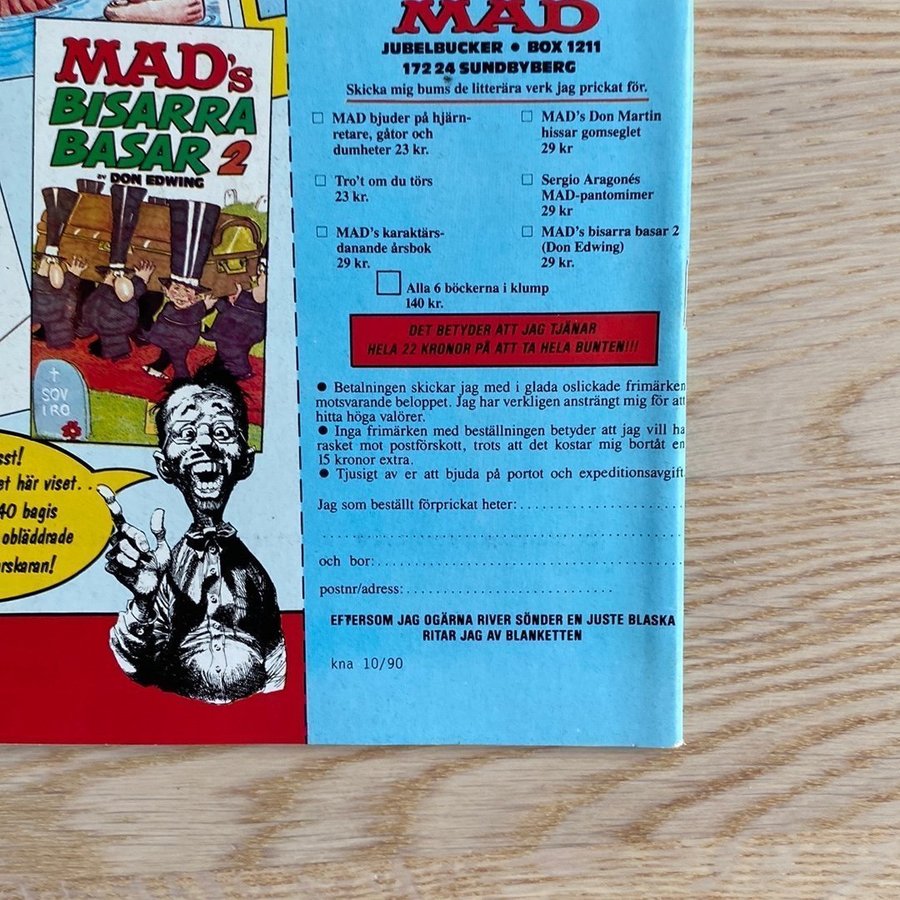 MAD's
BISARRA
BASAR 2
AV DON EDWING
SOV
I RO
sst!
et här viset. . .
40 bagis
obläddrade
rskaran!
MAD
JUBELBUCKER • BOX 1211
172 24 SUNDBYBERG
Skicka mig bums de litterära verk jag prickat för.
MAD bjuder på hjärn-
retare, gåtor och
dumheter 23 kr.
Tro't om du törs
23 kr.
MAD's karaktärs-
danande årsbok
29 kr.
MAD's Don Martin
hissar gomseglet
29 kr
Sergio Aragonés
MAD-pantomimer
29 kr
MAD's bisarra basar 2
(Don Edwing)
29 kr.
Alla 6 böckerna i klump
140 kr.
DET BETYDER ATT JAG TJÄNAR
HELA 22 KRONOR PÅ ATT TA HELA BUNTEN!!!
● Betalningen skickar jag med i glada oslickade frimärken
motsvarande beloppet. Jag har verkligen ansträngt mig för att
hitta höga valörer.
● Inga frimärken med beställningen betyder att jag vill ha
rasket mot postförskott, trots att det kostar mig bortåt en
15 kronor extra.
● Tjusigt av er att bjuda på portot och expeditionsavgift
Jag som beställt förprickat heter:
och bor:
postnr/adress:
EFTERSOM JAG OGÄRNA RIVER SÖNDER EN JUSTE BLASKA
RITAR JAG AV BLANKETTEN
kna 10/90